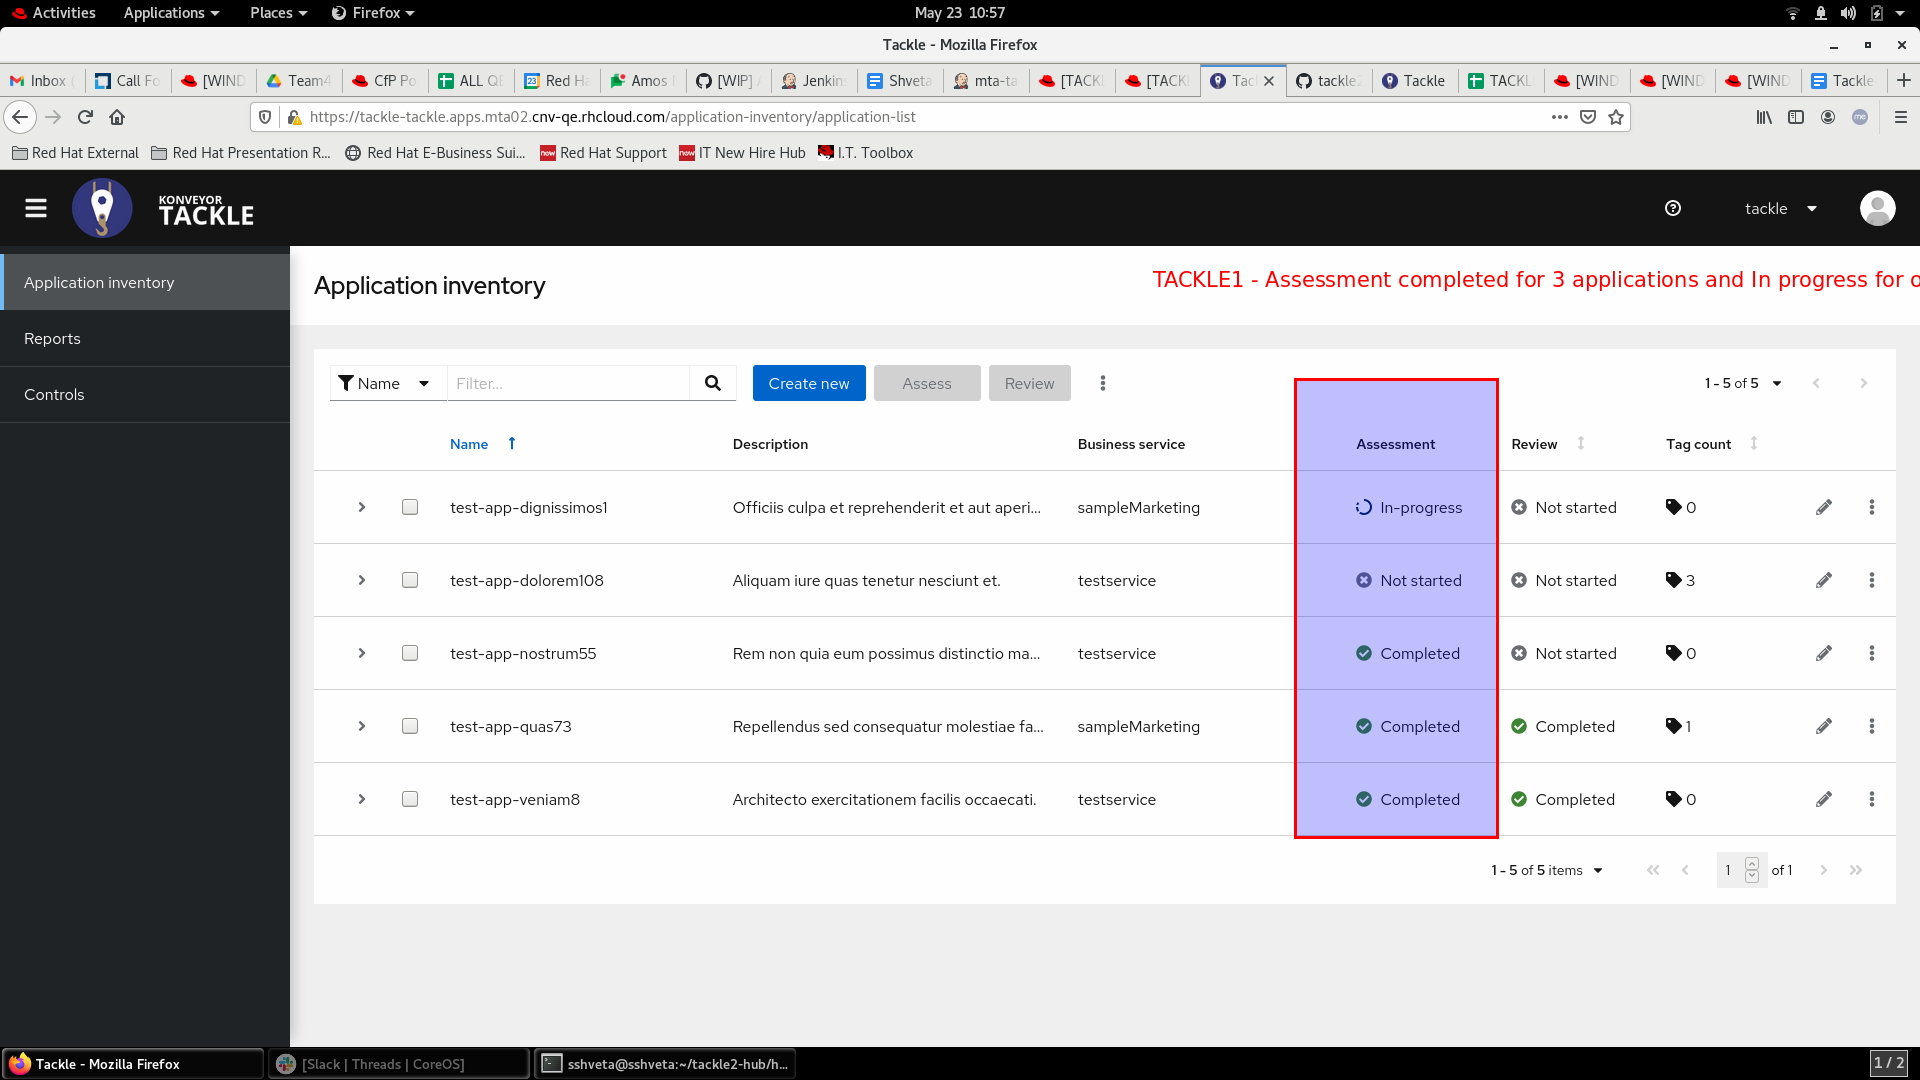 Activities Applications Places Firefox May 23 10:57
Tackle - Mozilla Firefox
Inbox Call Fo [WIND Team4 CfP Po ALL QE Red Ha Amos [WIP] Jenkins Shveta mta-ta [TACK [TACK Tac tackle2 Tackle TACKL [WIND [WIND [WIND Tackle
https://tackle-tackle.apps.mta02.cnv-qe.rhcloud.com/application-inventory/application-list
Red Hat External Red Hat Presentation R... Red Hat E-Business Sui... Red Hat Support IT New Hire Hub I.T. Toolbox
KONVEYOR
TACKLE
tackle
Application inventory
Reports
Controls
Application inventory
TACKLE1 - Assessment completed for 3 applications and In progress for
Name Filter... Create new Assess Review 1 - 5 of 5
Name Description Business service Assessment Review Tag count
test-app-dignissimos1 Officiis culpa et reprehenderit et aut aperi... sampleMarketing In-progress Not started 0
test-app-dolorem108 Aliquam iure quas tenetur nesciunt et. testservice Not started Not started 3
test-app-nostrum55 Rem non quia eum possimus distinctio ma... testservice Completed Not started 0
test-app-quas73 Repellendus sed consequatur molestiae fa... sampleMarketing Completed Completed 1
test-app-veniam8 Architecto exercitationem facilis occaecati. testservice Completed Completed 0
1 - 5 of 5 items 1 of 1
Tackle - Mozilla Firefox [Slack | Threads | CoreOS] sshveta@sshveta:~/tackle2-hub/h... 1 / 2